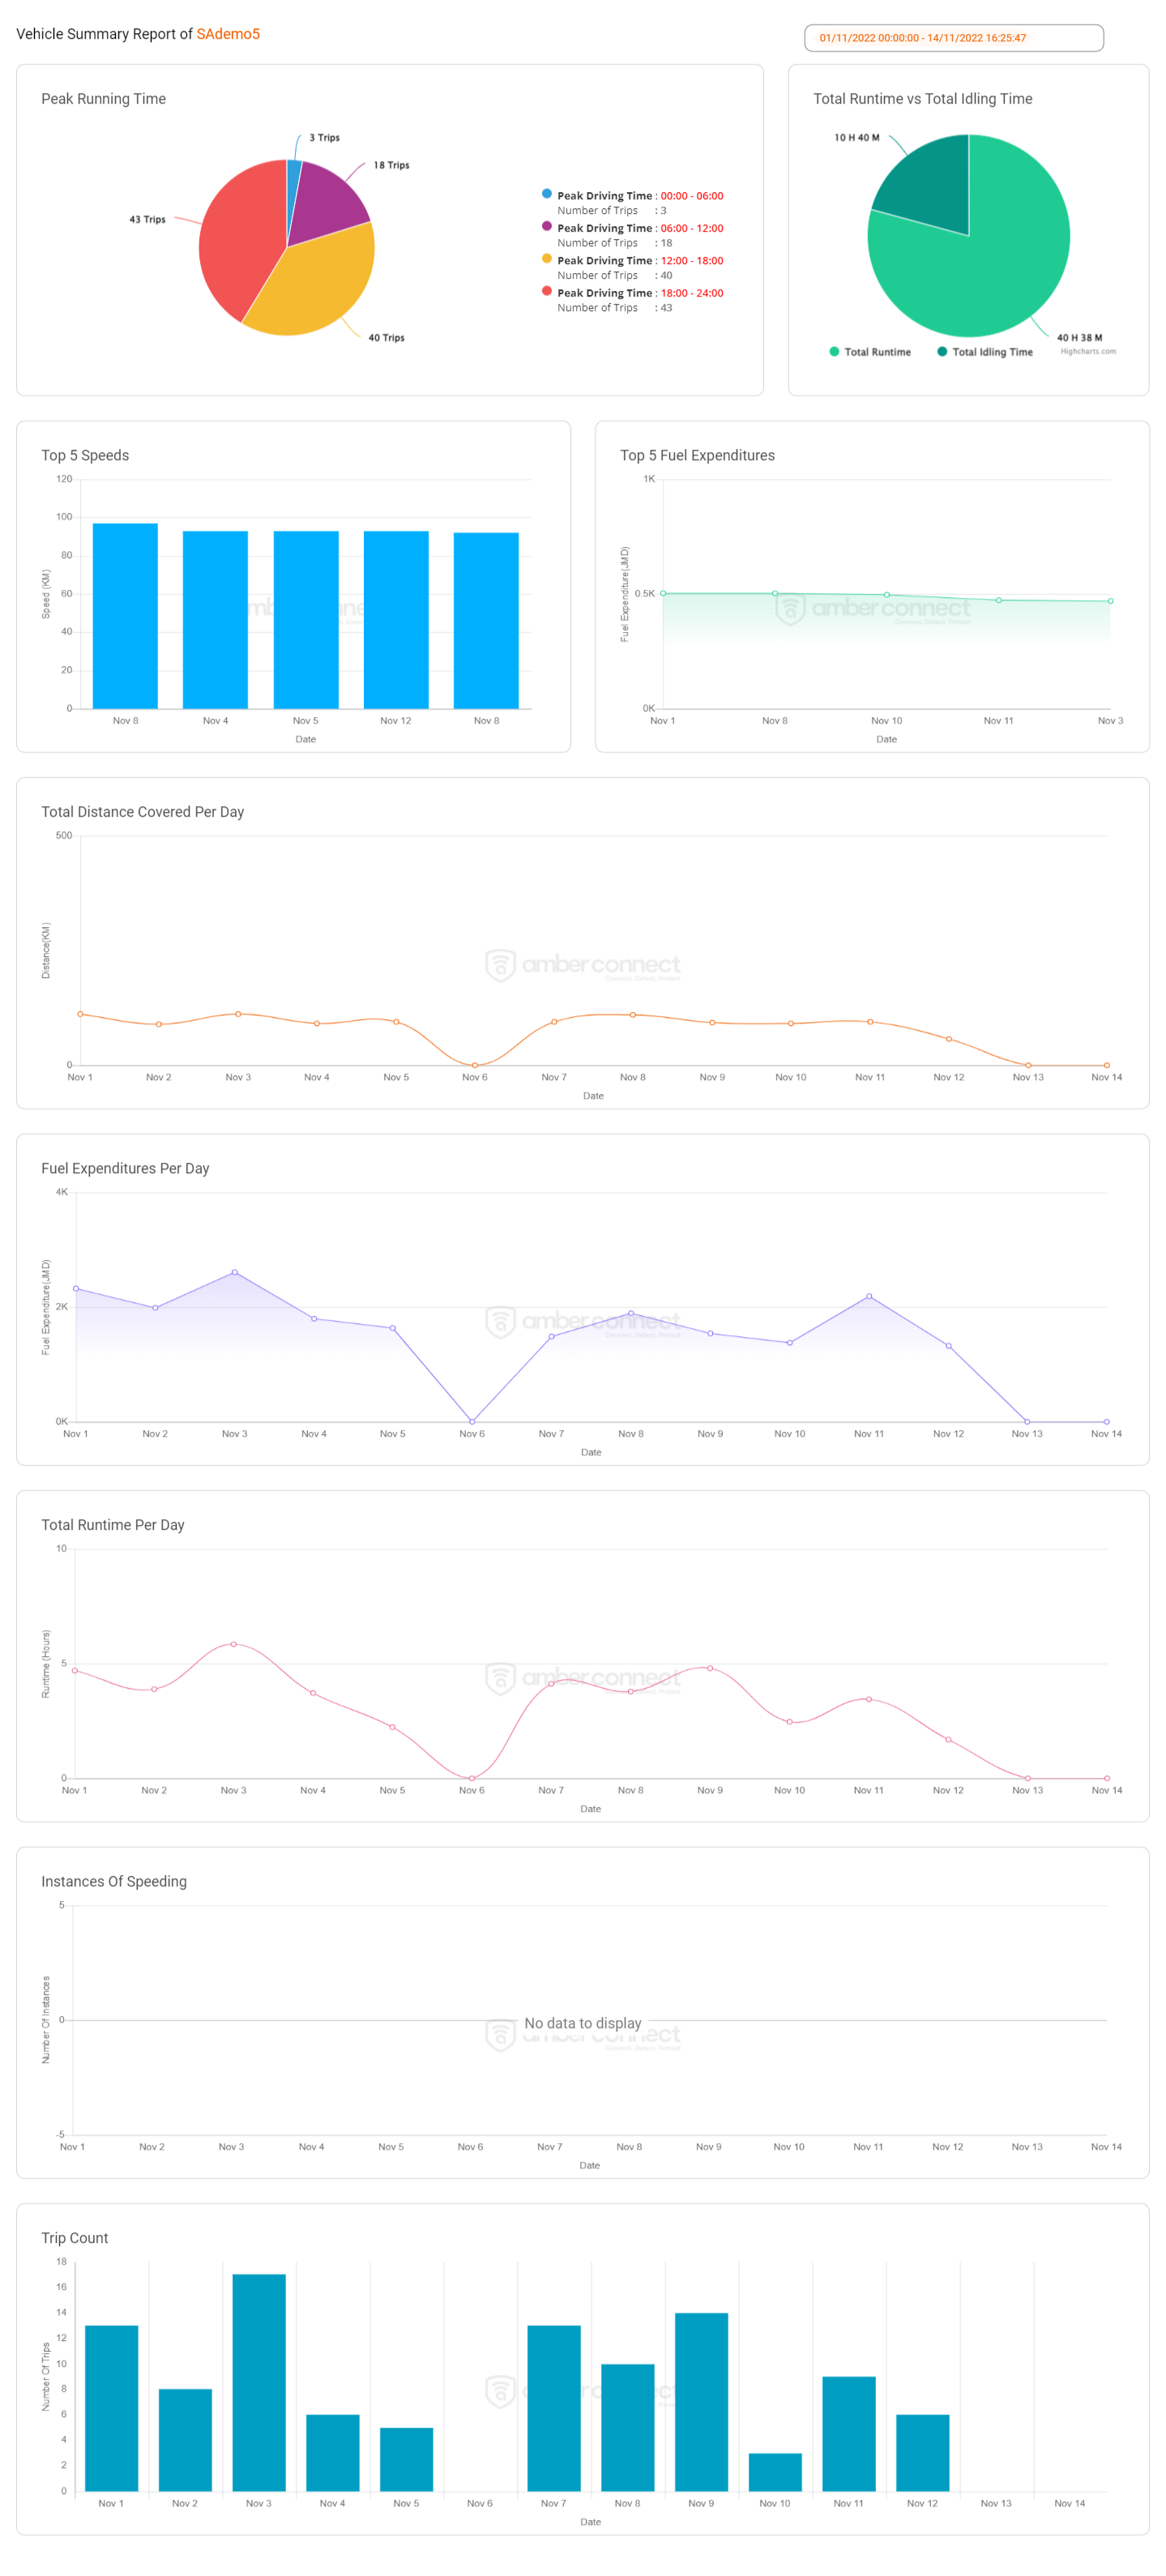 Vehicle Summary Report of SAdemo5
01/11/2022 00:00:00 - 14/11/2022 16:25:47
Peak Running Time
3 Trips
18 Trips
43 Trips
40 Trips
Peak Driving Time : 00:00 - 06:00
Number of Trips : 3
Peak Driving Time : 06:00 - 12:00
Number of Trips : 18
Peak Driving Time : 12:00 - 18:00
Number of Trips : 40
Peak Driving Time : 18:00 - 24:00
Number of Trips : 43
Total Runtime vs Total Idling Time
10 H 40 M
40 H 38 M
Total Runtime Total Idling Time
Highcharts.com
Top 5 Speeds
120
100
80
60
40
20
0
Speed (KM)
Nov 8 Nov 4 Nov 5 Nov 12 Nov 8
Date
Top 5 Fuel Expenditures
1K
0.5K
0K
Fuel Expenditure(JMD)
amber connect
Connect. Detect. Protect
Nov 1 Nov 8 Nov 10 Nov 11 Nov 3
Date
Total Distance Covered Per Day
500
0
Distance(KM)
amber connect
Connect. Detect. Protect
Nov 1 Nov 2 Nov 3 Nov 4 Nov 5 Nov 6 Nov 7 Nov 8 Nov 9 Nov 10 Nov 11 Nov 12 Nov 13 Nov 14
Date
Fuel Expenditures Per Day
4K
2K
0K
Fuel Expenditure(JMD)
amber connect
Connect. Detect. Protect
Nov 1 Nov 2 Nov 3 Nov 4 Nov 5 Nov 6 Nov 7 Nov 8 Nov 9 Nov 10 Nov 11 Nov 12 Nov 13 Nov 14
Date
Total Runtime Per Day
10
5
0
Runtime (Hours)
amber connect
Connect. Detect. Protect
Nov 1 Nov 2 Nov 3 Nov 4 Nov 5 Nov 6 Nov 7 Nov 8 Nov 9 Nov 10 Nov 11 Nov 12 Nov 13 Nov 14
Date
Instances Of Speeding
5
0
-5
Number Of Instances
No data to display
Connect. Detect. Protect
Nov 1 Nov 2 Nov 3 Nov 4 Nov 5 Nov 6 Nov 7 Nov 8 Nov 9 Nov 10 Nov 11 Nov 12 Nov 13 Nov 14
Date
Trip Count
18
16
14
12
10
8
6
4
2
0
Number Of Trips
Nov 1 Nov 2 Nov 3 Nov 4 Nov 5 Nov 6 Nov 7 Nov 8 Nov 9 Nov 10 Nov 11 Nov 12 Nov 13 Nov 14
Date